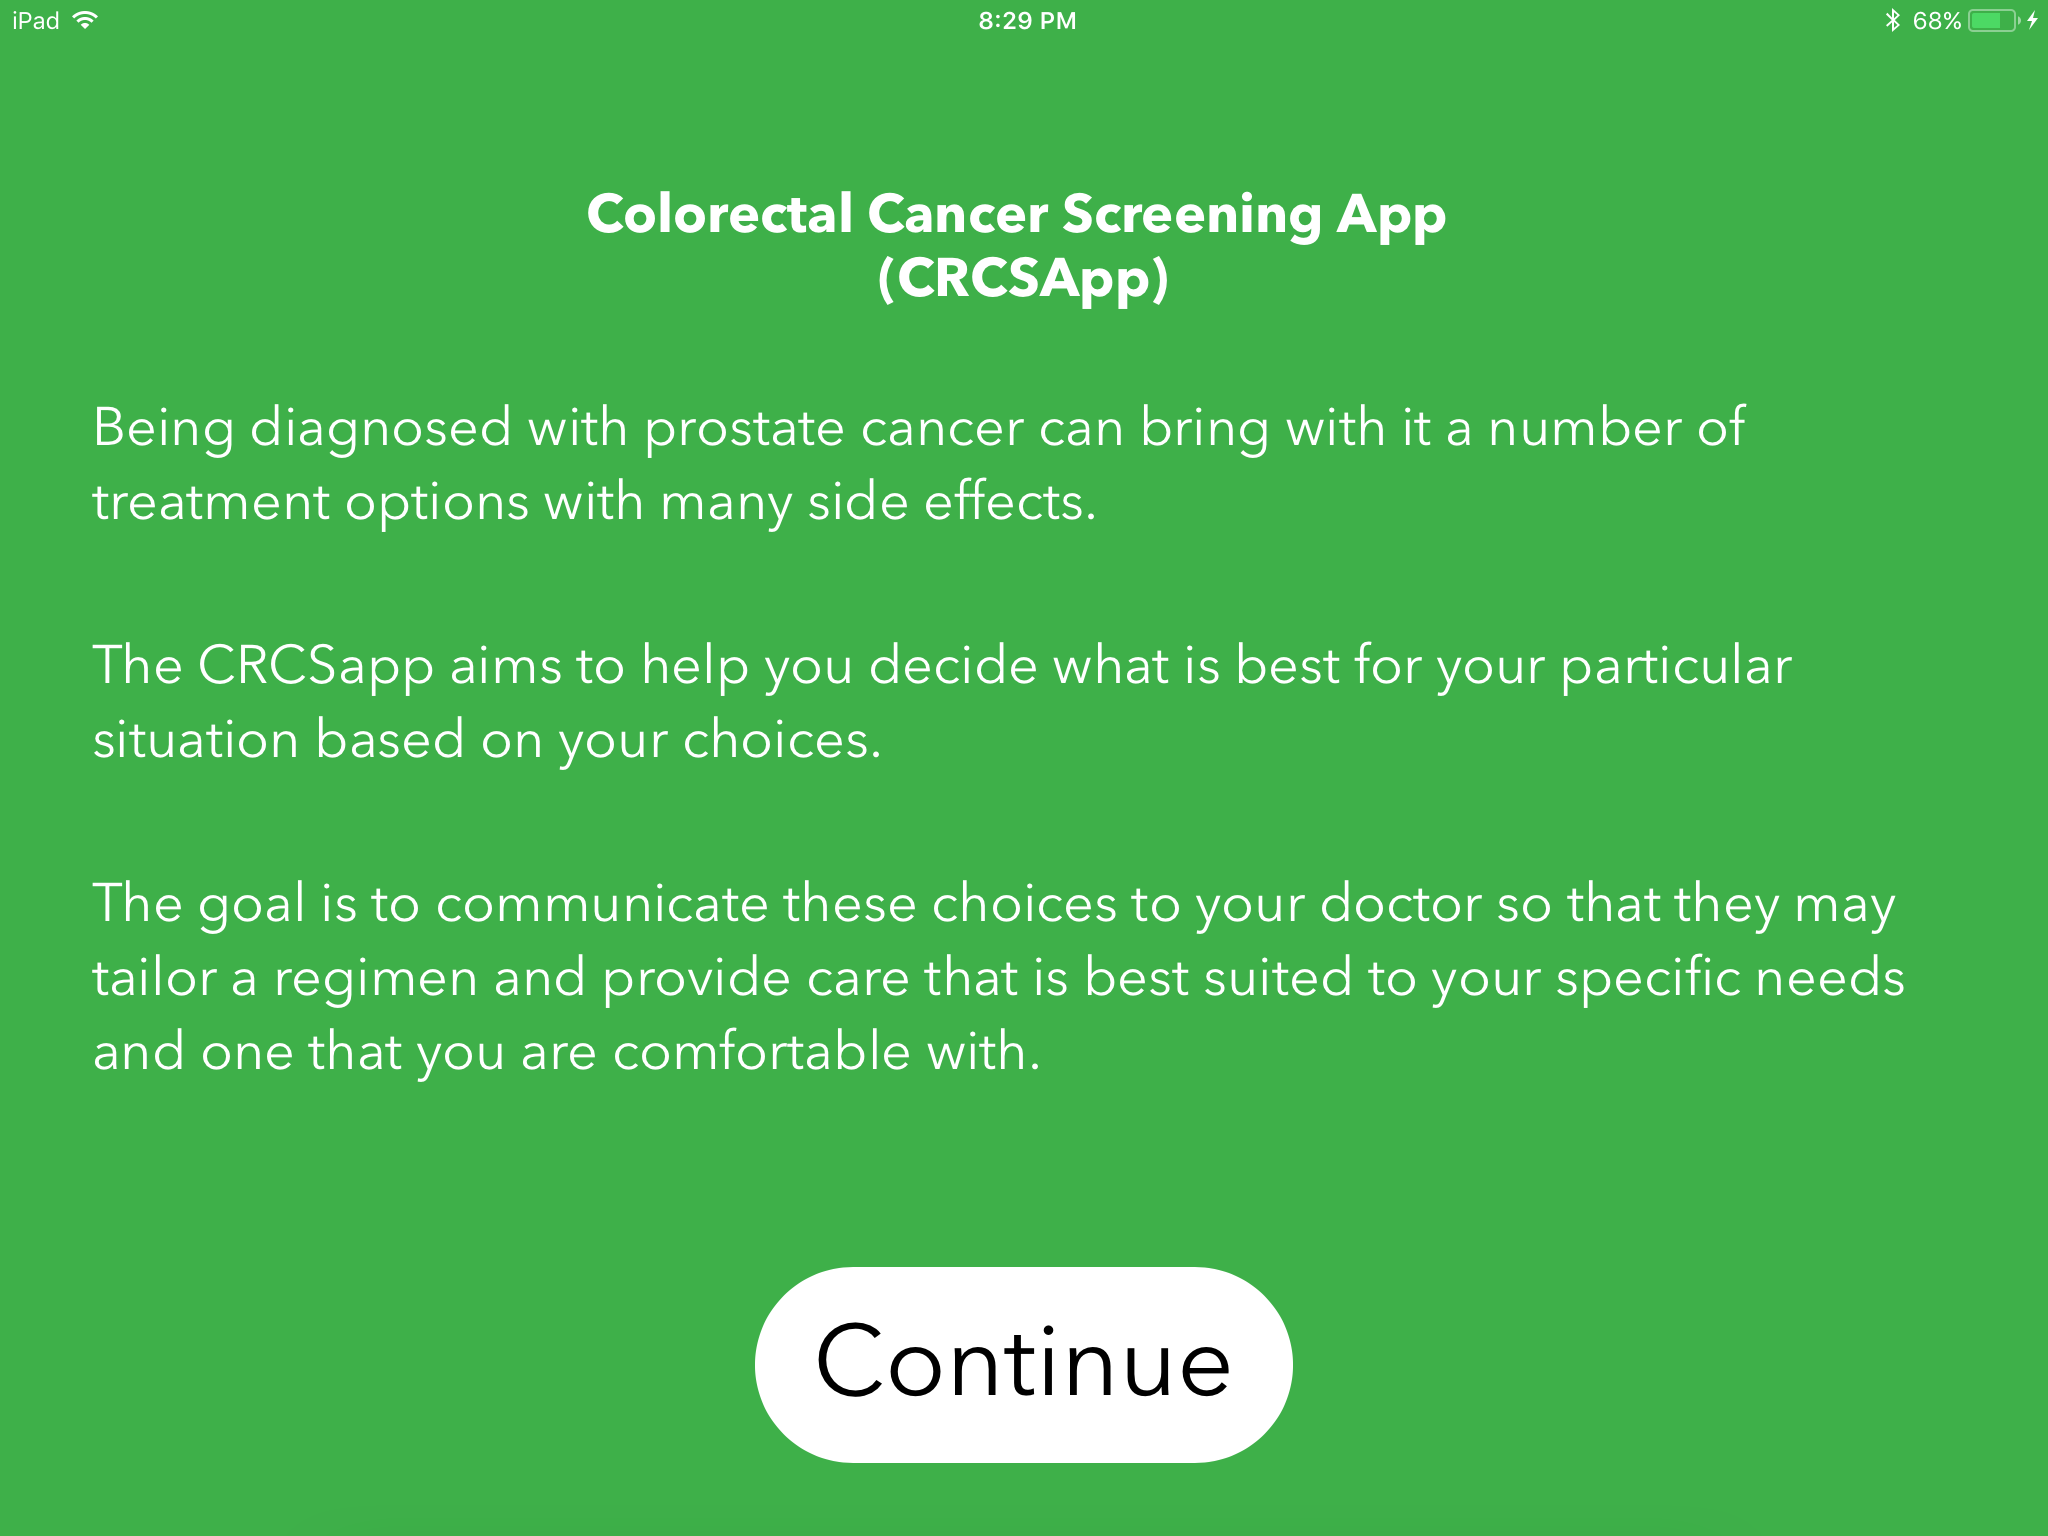 iPad
8:29 PM
68%
Colorectal Cancer Screening App
(CRCSApp)
Being diagnosed with prostate cancer can bring with it a number of
treatment options with many side effects.
The CRCSapp aims to help you decide what is best for your particular
situation based on your choices.
The goal is to communicate these choices to your doctor so that they may
tailor a regimen and provide care that is best suited to your specific needs
and one that you are comfortable with.
Continue